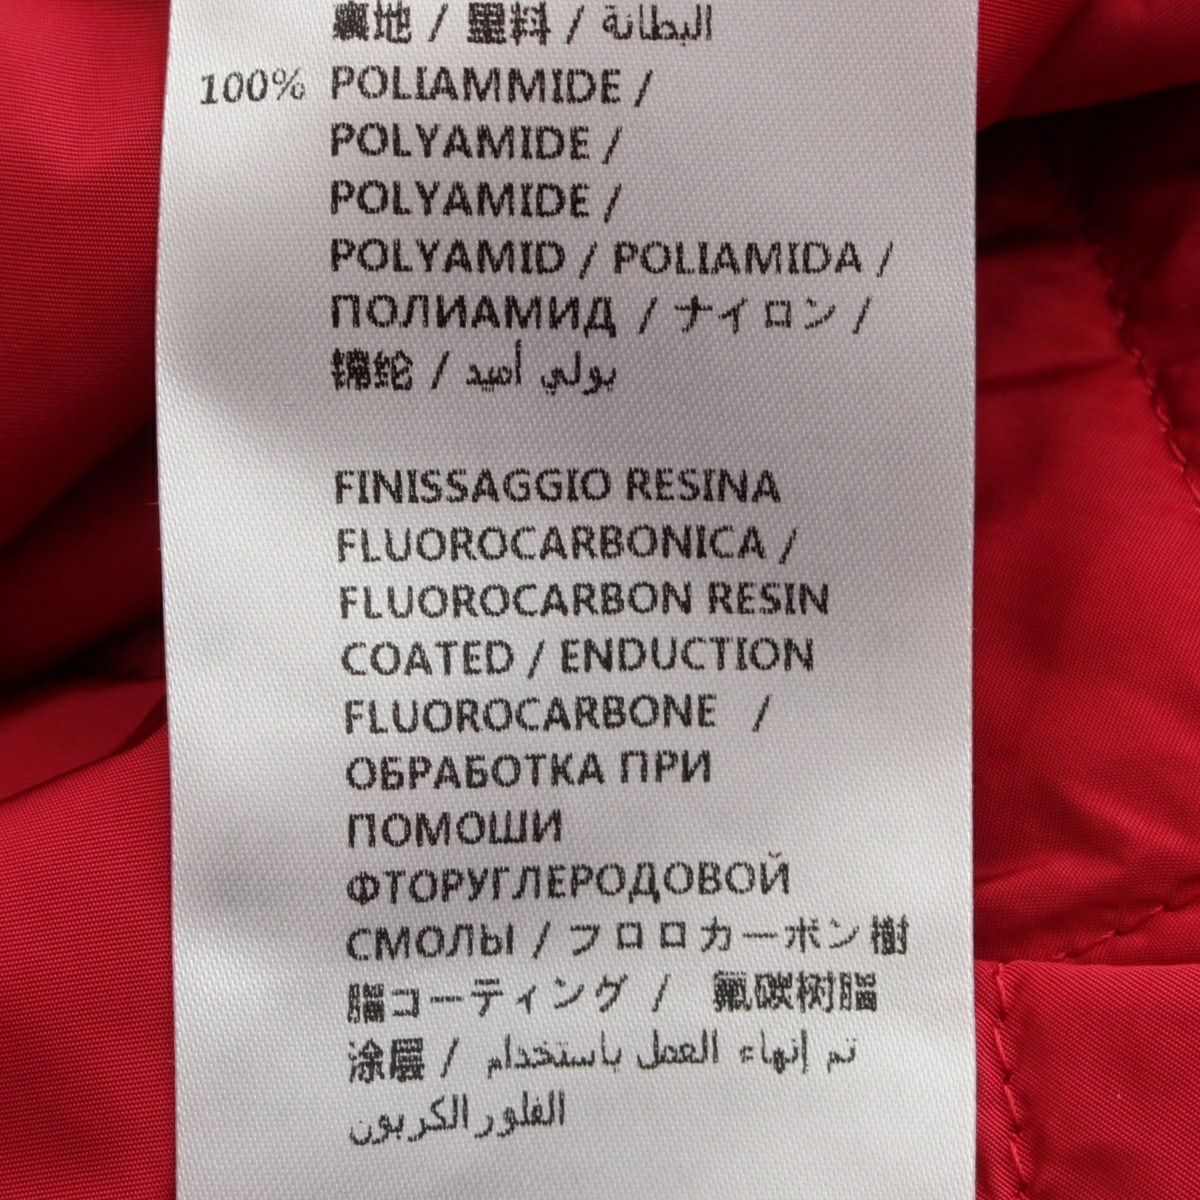 裏地 / 里料 / البطانة
100% POLIAMMIDE /
POLYAMIDE /
POLYAMIDE /
POLYAMID / POLIAMIDA /
ПОЛИАМИД / ナイロン /
锦纶 / بولي أميد
FINISSAGGIO RESINA
FLUOROCARBONICA /
FLUOROCARBON RESIN
COATED / ENDUCTION
FLUOROCARBONE /
ОБРАБОТКА ПРИ
ПОМОШИ
ФТОРУГЛЕРОДОВОЙ
СМОЛЫ / フロロカーボン樹
脂コーティング / 氟碳树脂
涂层 / تم إنهاء العمل باستخدام
الفلور الكربون